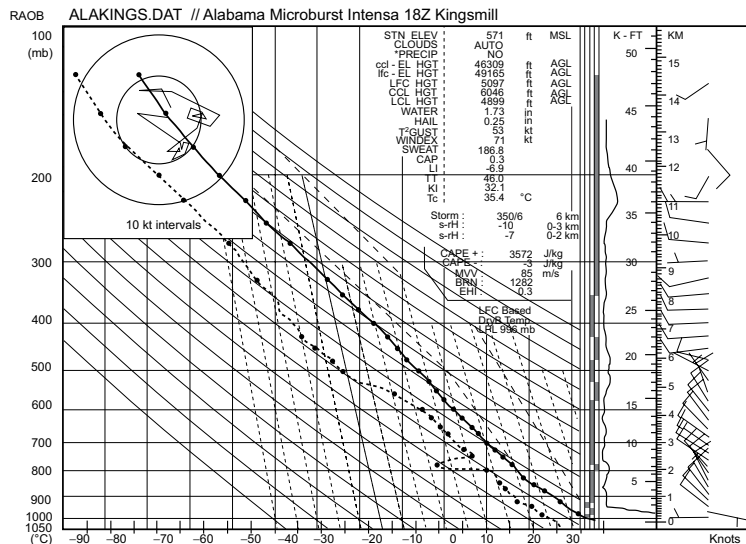 RAOB ALAKINGS.DAT // Alabama Microburst Intensa 18Z Kingsmill
(mb)
100
200
300
400
500
600
700
800
900
1000
1050
(°C) -90 -80 -70 -60 -50 -40 -30 -20 -10 0 10 20 30 Knots
10 kt intervals
STN ELEV 571 ft MSL
CLOUDS AUTO
*PRECIP NO
ccl - EL HGT 46309 ft AGL
lfc- EL HGT 49165 ft AGL
LFC HGT 5097 ft AGL
CCL HGT 6046 ft AGL
LCL HGT 4899 ft AGL
WATER 1.73 in
HAIL 0.25 in
T²GUST 53 kt
WINDEX 71 kt
SWEAT 186.8
CAP 0.3
LI -6.9
TT 46.0
KI 32.1
Tc 35.4 °C
Storm : 350/6 6 km
s-rH : -10 0-3 km
s-rH : -7 0-2 km
CAPE + : 3572 J/kg
CAPE - : -3 J/kg
MVV 85 m/s
BRN : 1282
EHI : 0.3
LFC Based
DryB Temp
LPL 996 mb
K - FT KM
50
45
40
35
30
25
20
15
10
5
15
14
13
12
11
10
9
8
7
6
5
4
3
2
1
0